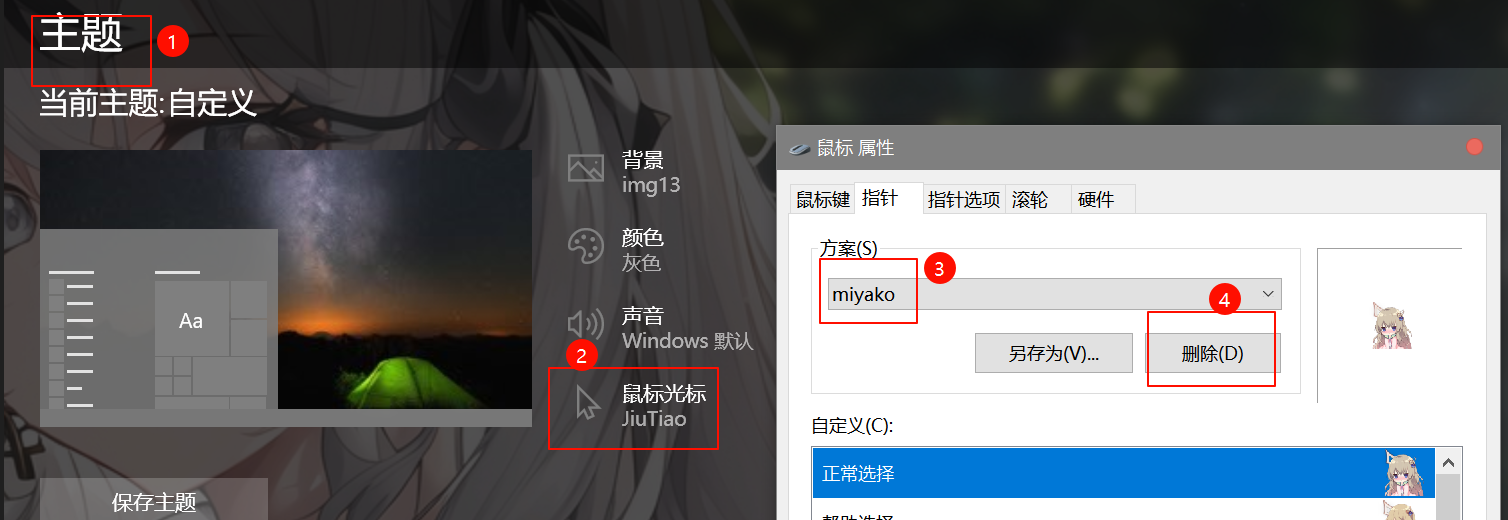 主题
1
当前主题:自定义
Aa
背景
img13
颜色
灰色
声音
Windows 默认
2
鼠标光标
JiuTiao
保存主题
鼠标 属性
鼠标键
指针
指针选项
滚轮
硬件
方案(S)
miyako
3
4
另存为(V)...
删除(D)
自定义(C):
正常选择
帮助选择